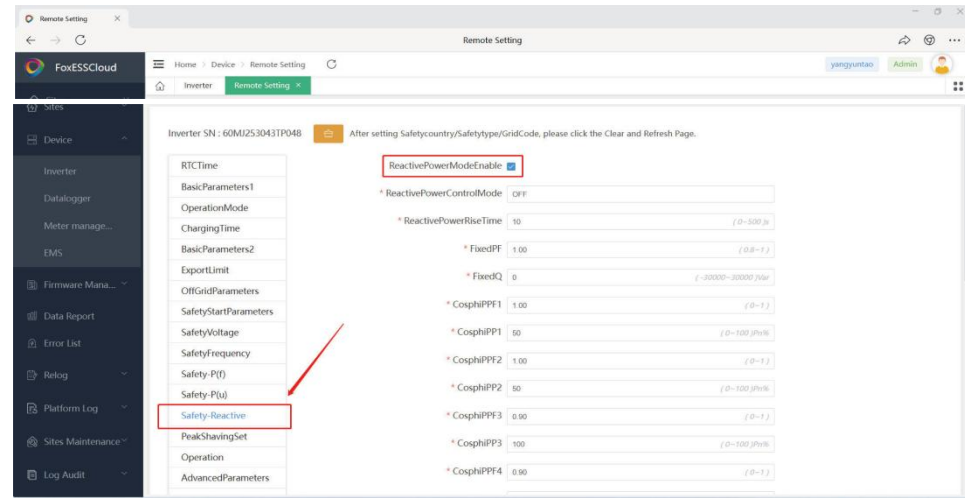 Remote Setting
Remote Setting
FoxESSCloud
Home > Device > Remote Setting
yangyuntao
Admin
Inverter
Remote Setting ×
Sites
Device
Inverter
Datalogger
Meter manage...
EMS
Firmware Mana...
Data Report
Error List
Relog
Platform Log
Sites Maintenance
Log Audit
Inverter SN : 60MJ253043TP048
After setting Safetycountry/Safetytype/GridCode, please click the Clear and Refresh Page.
RTCTime
BasicParameters1
OperationMode
ChargingTime
BasicParameters2
ExportLimit
OffGridParameters
SafetyStartParameters
SafetyVoltage
SafetyFrequency
Safety-P(f)
Safety-P(u)
Safety-Reactive
PeakShavingSet
Operation
AdvancedParameters
ReactivePowerModeEnable
* ReactivePowerControlMode OFF
* ReactivePowerRiseTime 10 ( 0~500 )s
* FixedPF 1.00 ( 0.8~1 )
* FixedQ 0 ( -30000~30000 )Var
* CosphiPPF1 1.00 ( 0~1 )
* CosphiPP1 50 ( 0~100 )Pn%
* CosphiPPF2 1.00 ( 0~1 )
* CosphiPP2 50 ( 0~100 )Pn%
* CosphiPPF3 0.90 ( 0~1 )
* CosphiPP3 100 ( 0~100 )Pn%
* CosphiPPF4 0.90 ( 0~1 )